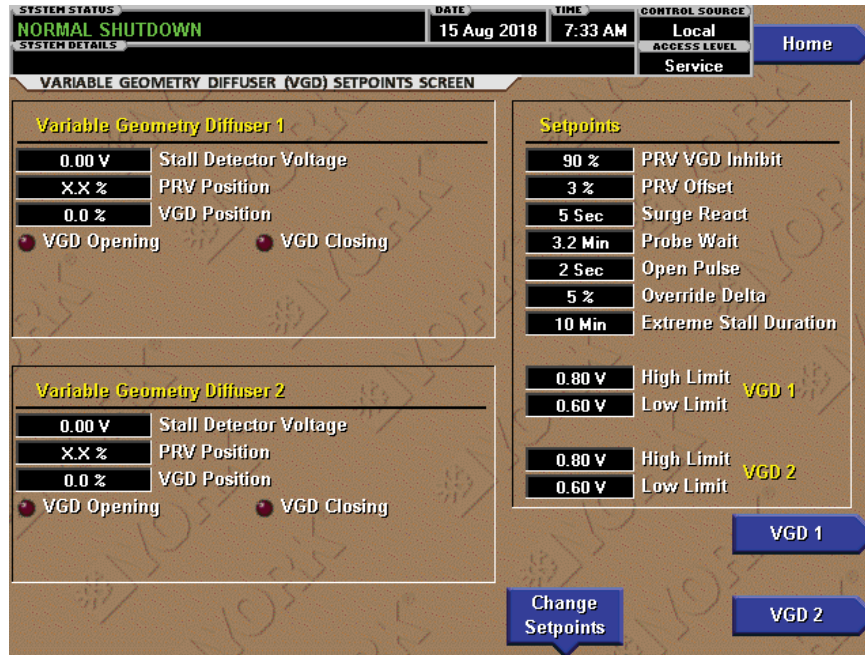 SYSTEM STATUS
NORMAL SHUTDOWN
DATE
15 Aug 2018
TIME
7:33 AM
CONTROL SOURCE
Local
SYSTEM DETAILS
ACCESS LEVEL
Service
Home
VARIABLE GEOMETRY DIFFUSER (VGD) SETPOINTS SCREEN
Variable Geometry Diffuser 1
0.00 V Stall Detector Voltage
X.X % PRV Position
0.0 % VGD Position
VGD Opening VGD Closing
Variable Geometry Diffuser 2
0.00 V Stall Detector Voltage
X.X % PRV Position
0.0 % VGD Position
VGD Opening VGD Closing
Setpoints
90 % PRV VGD Inhibit
3 % PRV Offset
5 Sec Surge React
3.2 Min Probe Wait
2 Sec Open Pulse
5 % Override Delta
10 Min Extreme Stall Duration
0.80 V High Limit
VGD 1
0.60 V Low Limit
0.80 V High Limit
VGD 2
0.60 V Low Limit
VGD 1
Change
Setpoints
VGD 2
YORK